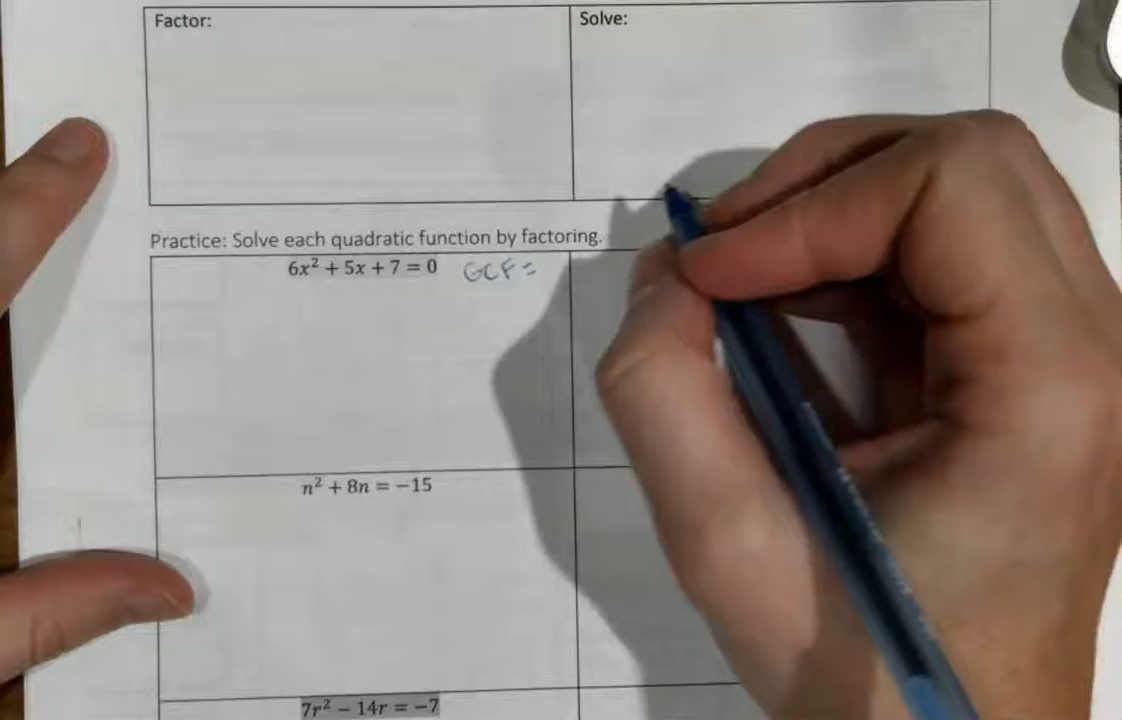 Factor:
Solve:
Practice: Solve each quadratic function by factoring.
6x² + 5x + 7 = 0 GCF =
n² + 8n = −15
7r² − 14r = −7